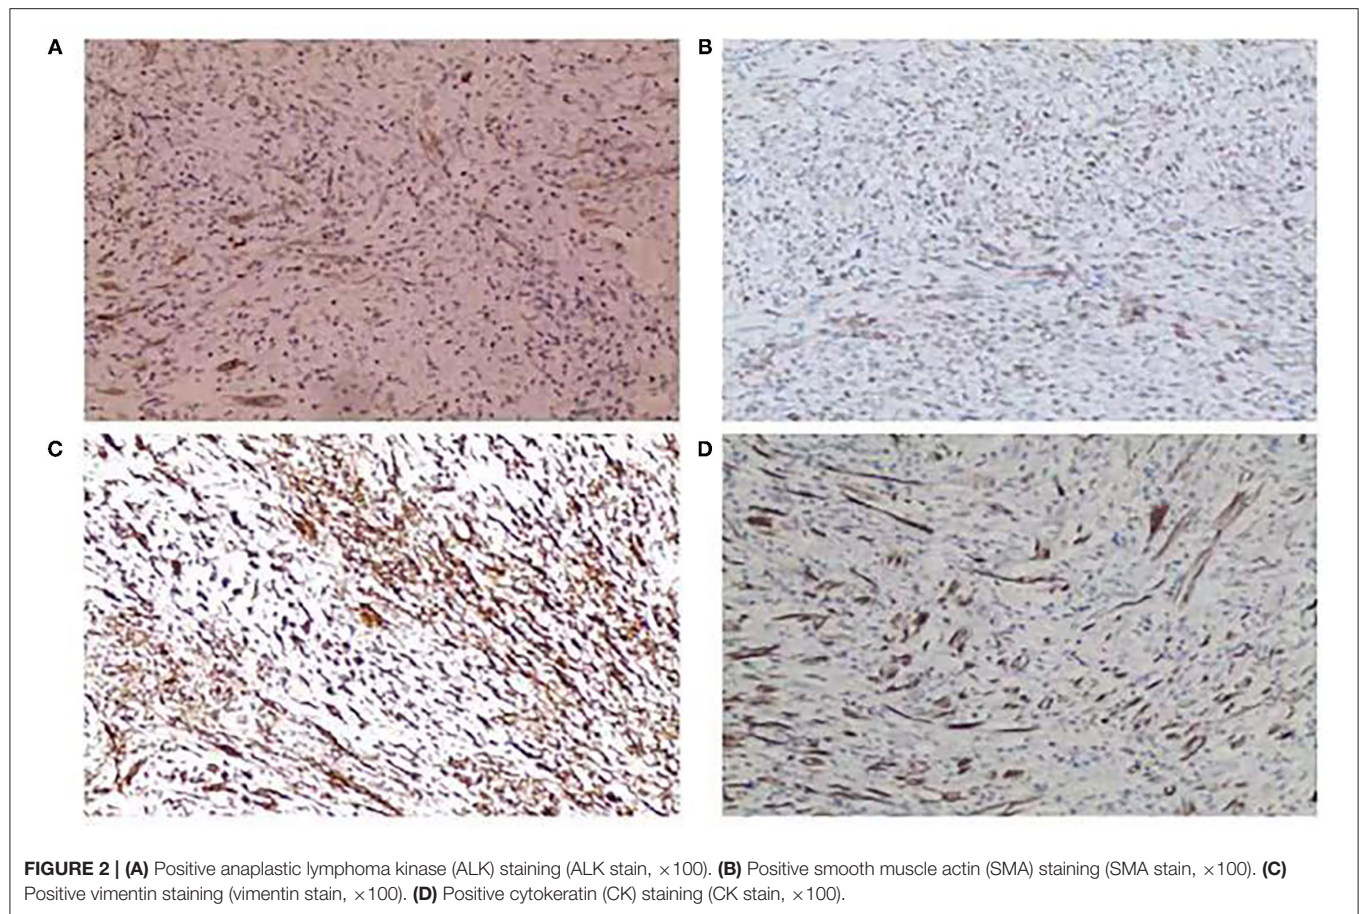 A
B
C
D
FIGURE 2 | (A) Positive anaplastic lymphoma kinase (ALK) staining (ALK stain, ×100). (B) Positive smooth muscle actin (SMA) staining (SMA stain, ×100). (C)
Positive vimentin staining (vimentin stain, ×100). (D) Positive cytokeratin (CK) staining (CK stain, ×100).